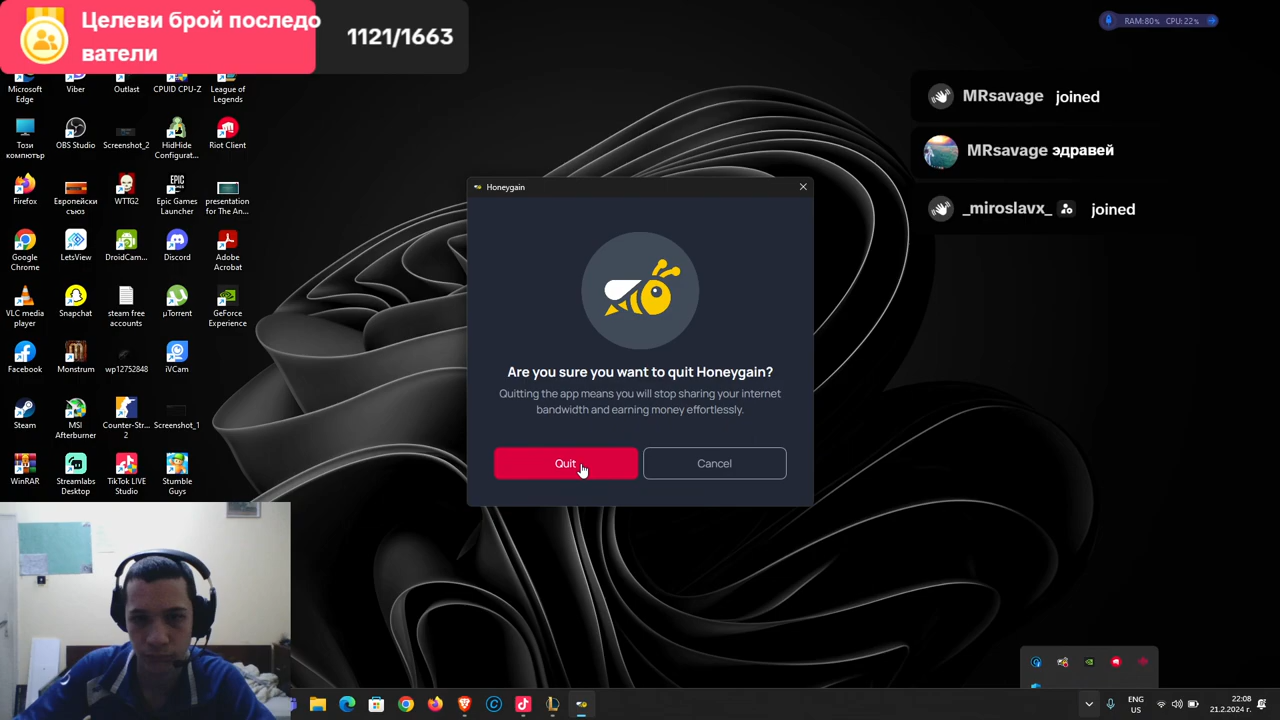 Целеви брой последо
ватели
1121/1663
RAM:80% CPU:22%
MRsavage joined
MRsavage эдравей
_miroslavx_ joined
Microsoft
Edge
Viber
Outlast
CPUID CPU-Z
League of
Legends
Този
компютър
OBS Studio
Screenshot_2
HidHide
Configurat...
Riot Client
Firefox
Европейски
съюз
WTTG2
Epic Games
Launcher
presentation
for The An...
Google
Chrome
LetsView
DroidCam...
Discord
Adobe
Acrobat
VLC media
player
Snapchat
steam free
accounts
µTorrent
GeForce
Experience
Facebook
Monstrum
wp12752848
iVCam
Steam
MSI
Afterburner
Counter-Str...
2
Screenshot_1
WinRAR
Streamlabs
Desktop
TikTok LIVE
Studio
Stumble
Guys
Honeygain
Are you sure you want to quit Honeygain?
Quitting the app means you will stop sharing your internet
bandwidth and earning money effortlessly.
Quit
Cancel
ENG
US
22:08
21.2.2024 г.